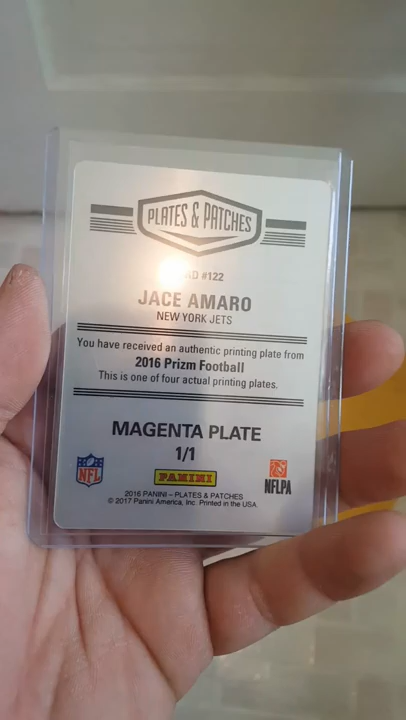 PLATES & PATCHES
#122
JACE AMARO
NEW YORK JETS
You have received an authentic printing plate from
2016 Prizm Football
This is one of four actual printing plates.
MAGENTA PLATE
1/1
NFL
PANINI
NFLPA
2016 PANINI – PLATES & PATCHES
© 2017 Panini America, Inc. Printed in the USA.